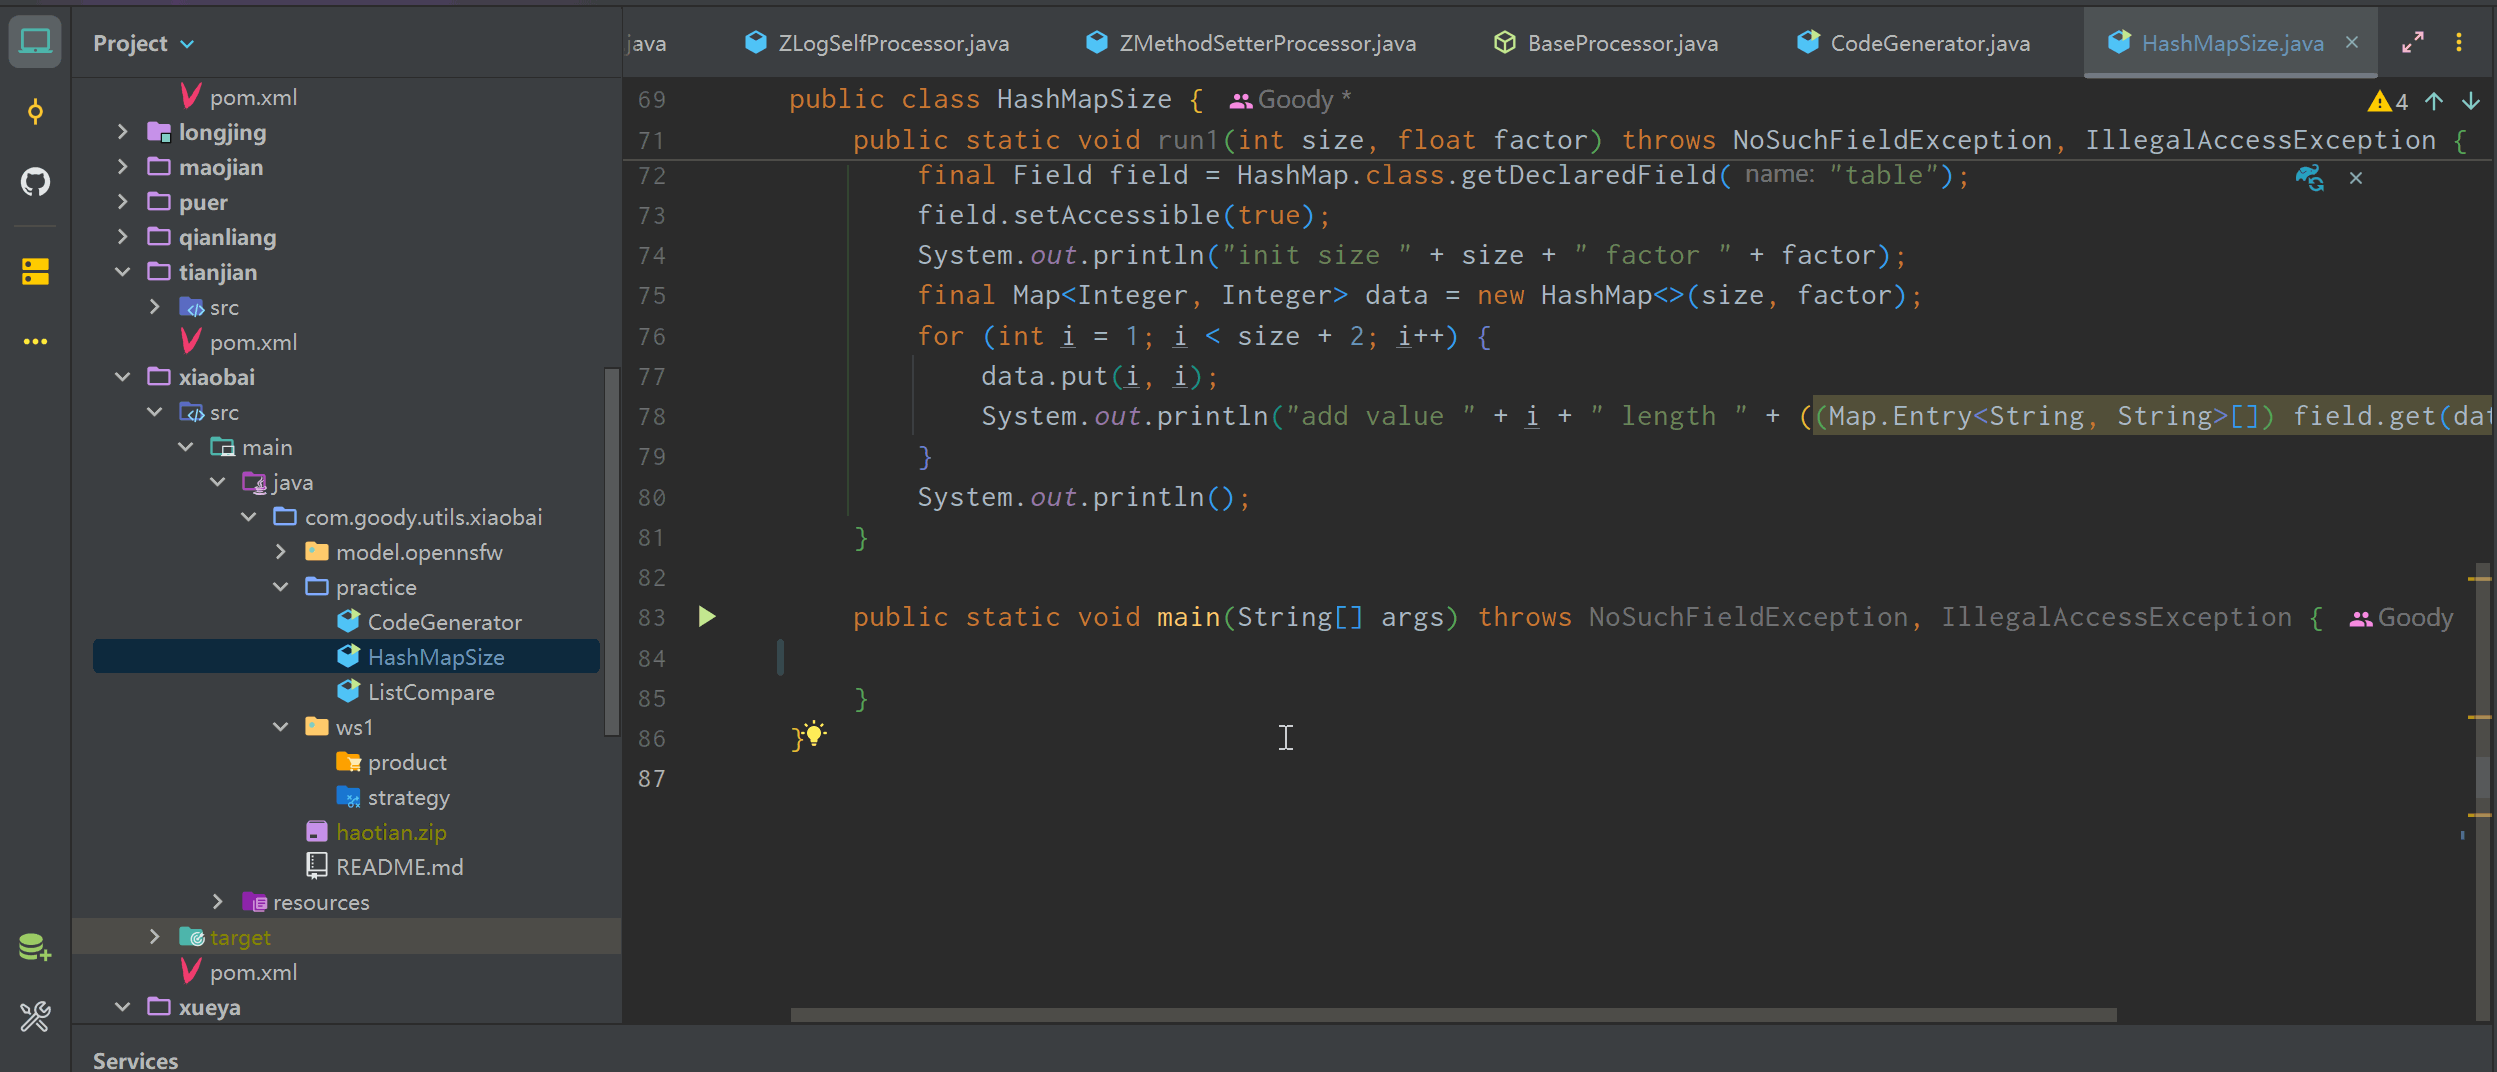 Project
pom.xml
longjing
maojian
puer
qianliang
tianjian
src
pom.xml
xiaobai
src
main
java
com.goody.utils.xiaobai
model.opennsfw
practice
CodeGenerator
HashMapSize
ListCompare
ws1
product
strategy
haotian.zip
README.md
resources
target
pom.xml
xueya
Services
java ZLogSelfProcessor.java ZMethodSetterProcessor.java BaseProcessor.java CodeGenerator.java HashMapSize.java
4
69 public class HashMapSize { Goody *
71 public static void run1(int size, float factor) throws NoSuchFieldException, IllegalAccessException {
72 final Field field = HashMap.class.getDeclaredField( name: "table");
73 field.setAccessible(true);
74 System.out.println("init size " + size + " factor " + factor);
75 final Map<Integer, Integer> data = new HashMap<>(size, factor);
76 for (int i = 1; i < size + 2; i++) {
77 data.put(i, i);
78 System.out.println("add value " + i + " length " + ((Map.Entry<String, String>[]) field.get(dat
79 }
80 System.out.println();
81 }
82
83 public static void main(String[] args) throws NoSuchFieldException, IllegalAccessException { Goody
84
85 }
86 }
87